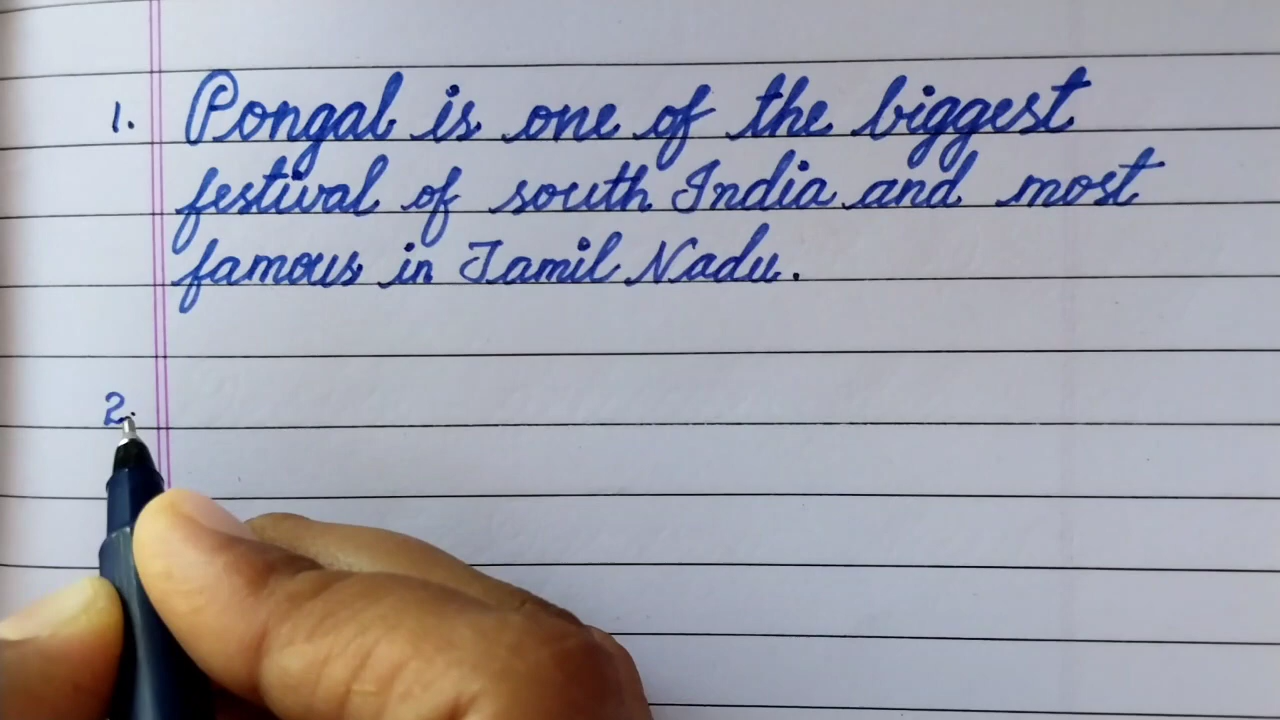 1. Pongal is one of the biggest
festival of south India and most
famous in Tamil Nadu.
2.